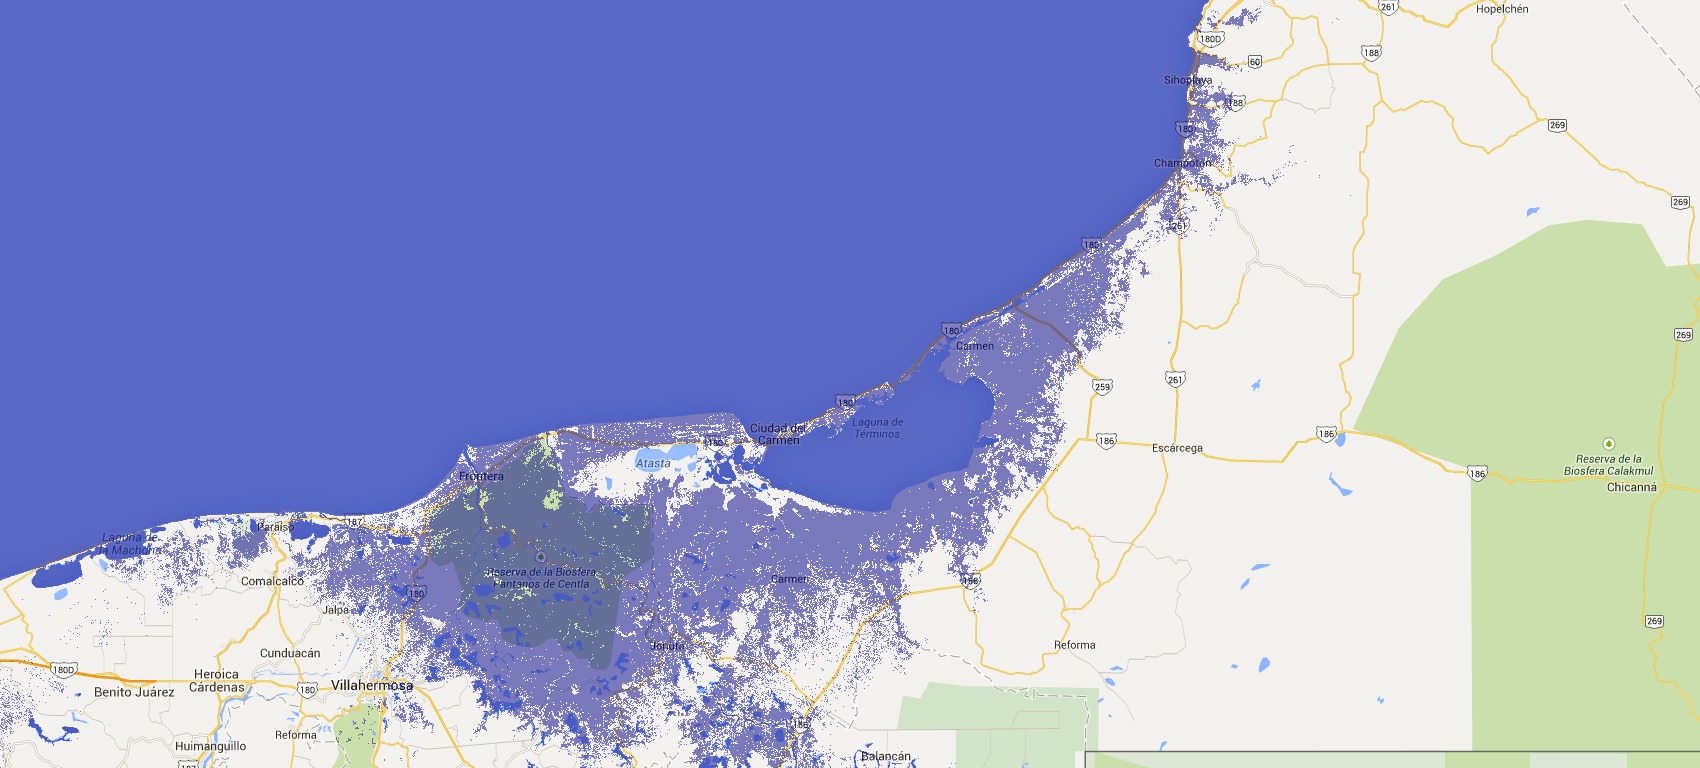 261
Hopelchén
180D
188
60
Sihoplaya
188
269
180
Champotón
269
261
180
180
269
Carmen
261
259
180
Laguna de
Términos
Ciudad del
Carmen
180
186
186
Escárcega
Atasta
Reserva de la
Biosfera Calakmul
186
Chicanná
Frontera
187
Paraíso
Laguna de
la Machona
Reserva de la Biosfera
Pantanos de Centla
Carmen
186
Comalcalco
180
Jalpa
269
Jonuta
Reforma
Cunduacán
180D
Heroica
Cárdenas
Villahermosa
180
Benito Juárez
186
Reforma
Huimanguillo
Balancán
187